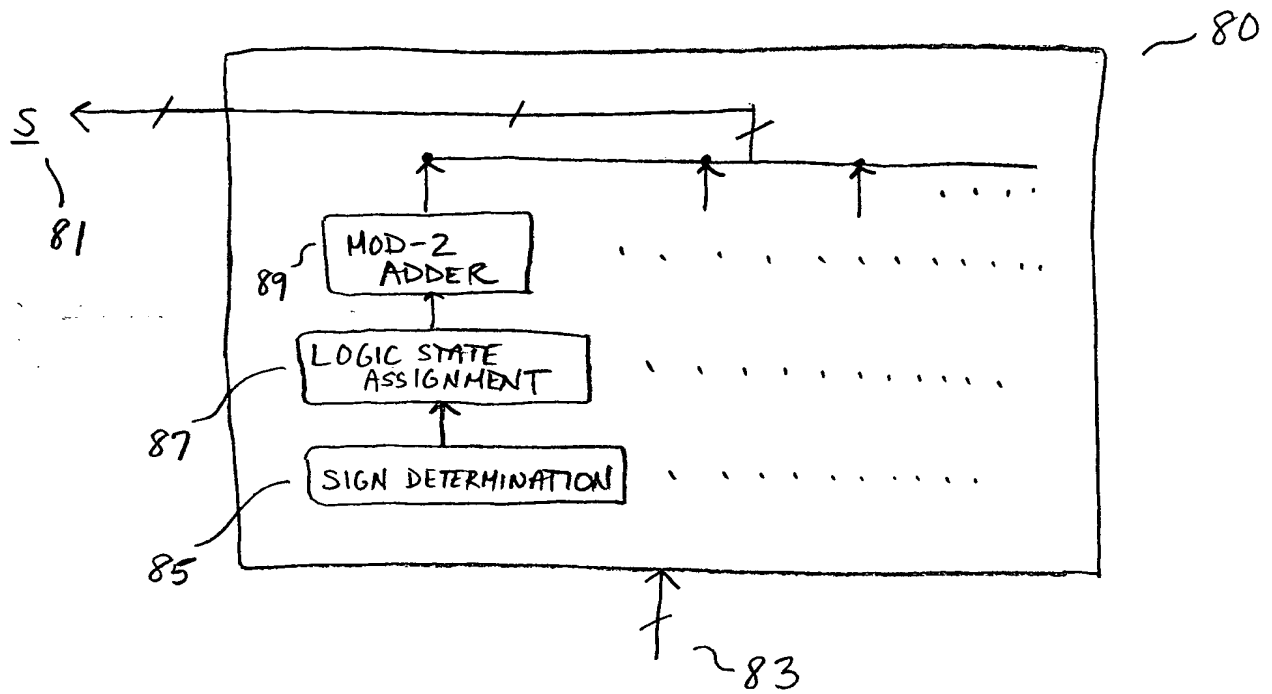 80
S
81
MOD-2
ADDER
89
LOGIC STATE
ASSIGNMENT
87
SIGN DETERMINATION
85
83